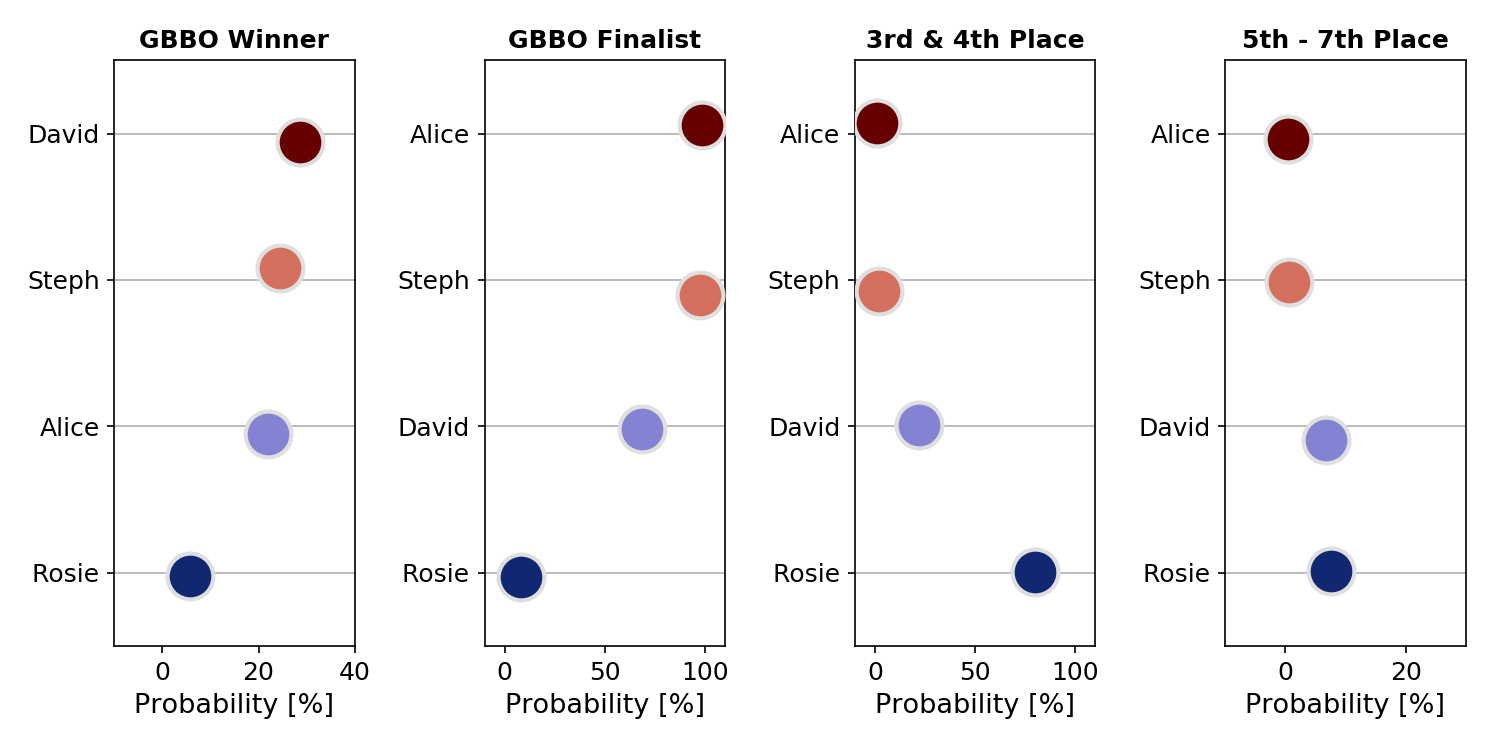 GBBO Winner
David
Steph
Alice
Rosie
0 20 40
Probability [%]
GBBO Finalist
Alice
Steph
David
Rosie
0 50 100
Probability [%]
3rd & 4th Place
Alice
Steph
David
Rosie
0 50 100
Probability [%]
5th - 7th Place
Alice
Steph
David
Rosie
0 20
Probability [%]